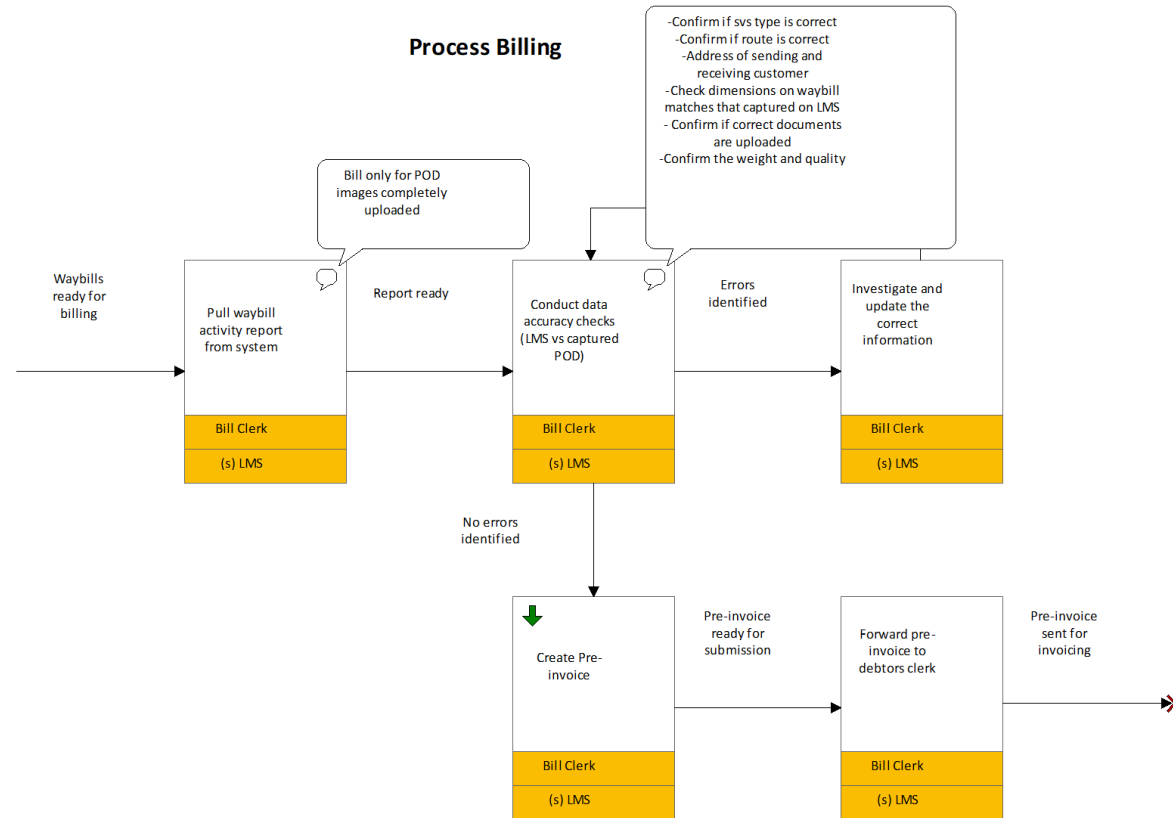 Process Billing
-Confirm if svs type is correct
-Confirm if route is correct
-Address of sending and
receiving customer
-Check dimensions on waybill
matches that captured on LMS
- Confirm if correct documents
are uploaded
-Confirm the weight and quality
Bill only for POD
images completely
uploaded
Waybills
ready for
billing
Pull waybill
activity report
from system
Bill Clerk
(s) LMS
Report ready
Conduct data
accuracy checks
(LMS vs captured
POD)
Bill Clerk
(s) LMS
Errors
identified
Investigate and
update the
correct
information
Bill Clerk
(s) LMS
No errors
identified
Create Pre-
invoice
Bill Clerk
(s) LMS
Pre-invoice
ready for
submission
Forward pre-
invoice to
debtors clerk
Bill Clerk
(s) LMS
Pre-invoice
sent for
invoicing